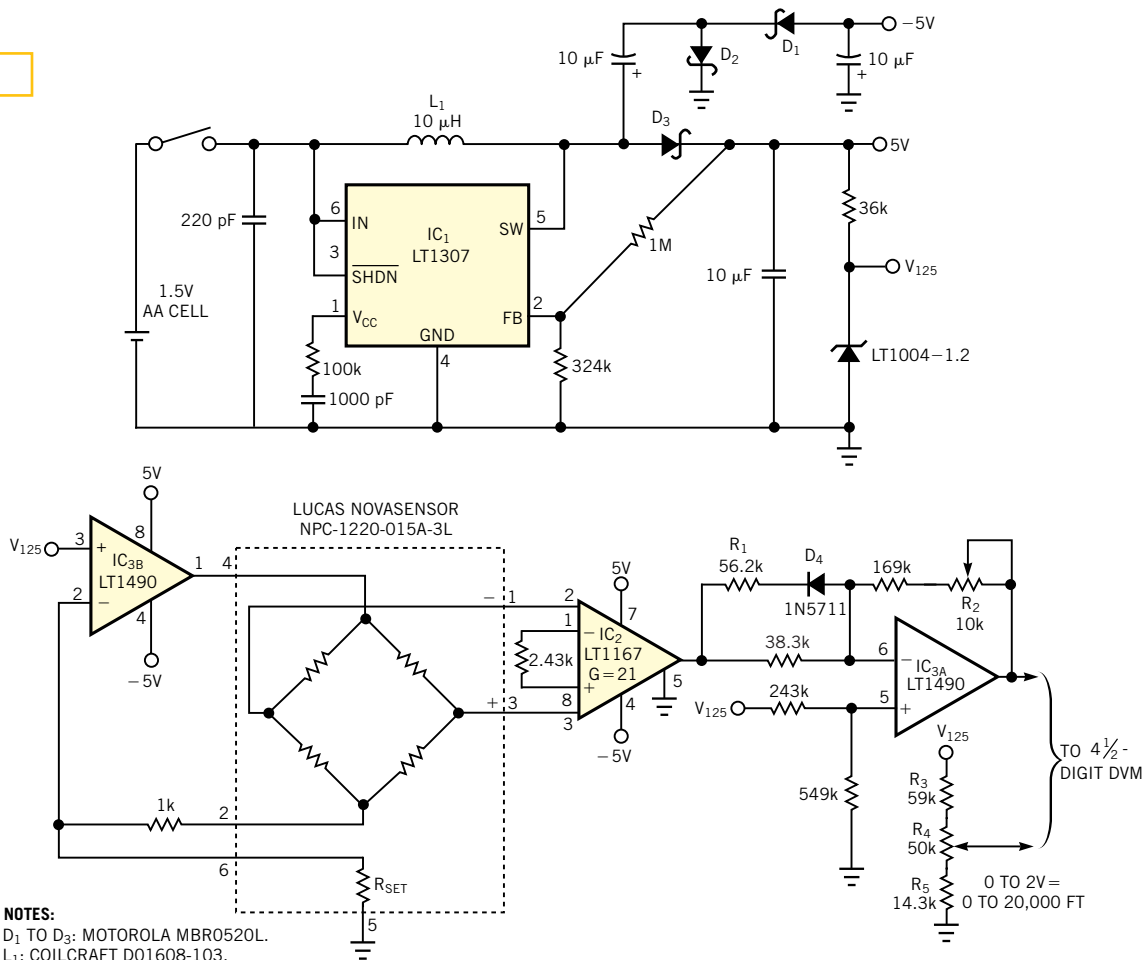 −5V
D1
10 µF
+
D2
10 µF
+
L1
10 µH
D3
5V
220 pF
6
IN
IC1
LT1307
SW
5
36k
1M
3
SHDN
V125
10 µF
1.5V
AA CELL
1
VCC
FB
2
GND
4
LT1004−1.2
100k
324k
1000 pF
5V
LUCAS NOVASENSOR
NPC-1220-015A-3L
V125
3
+
8
IC3B
LT1490
1
4
2
−
4
−5V
− 1
5V
2
7
1
− IC2
LT1167
G=21
2.43k
+
5
+ 3
8
4
3
−5V
R1
56.2k
D4
1N5711
169k
R2
10k
38.3k
6
−
IC3A
LT1490
V125
243k
5
+
549k
V125
R3
59k
R4
50k
R5
14.3k
TO 4½-
DIGIT DVM
0 TO 2V=
0 TO 20,000 FT
1k
2
6
RSET
5
NOTES:
D1 TO D3: MOTOROLA MBR0520L.
L1: COILCRAFT D01608-103.